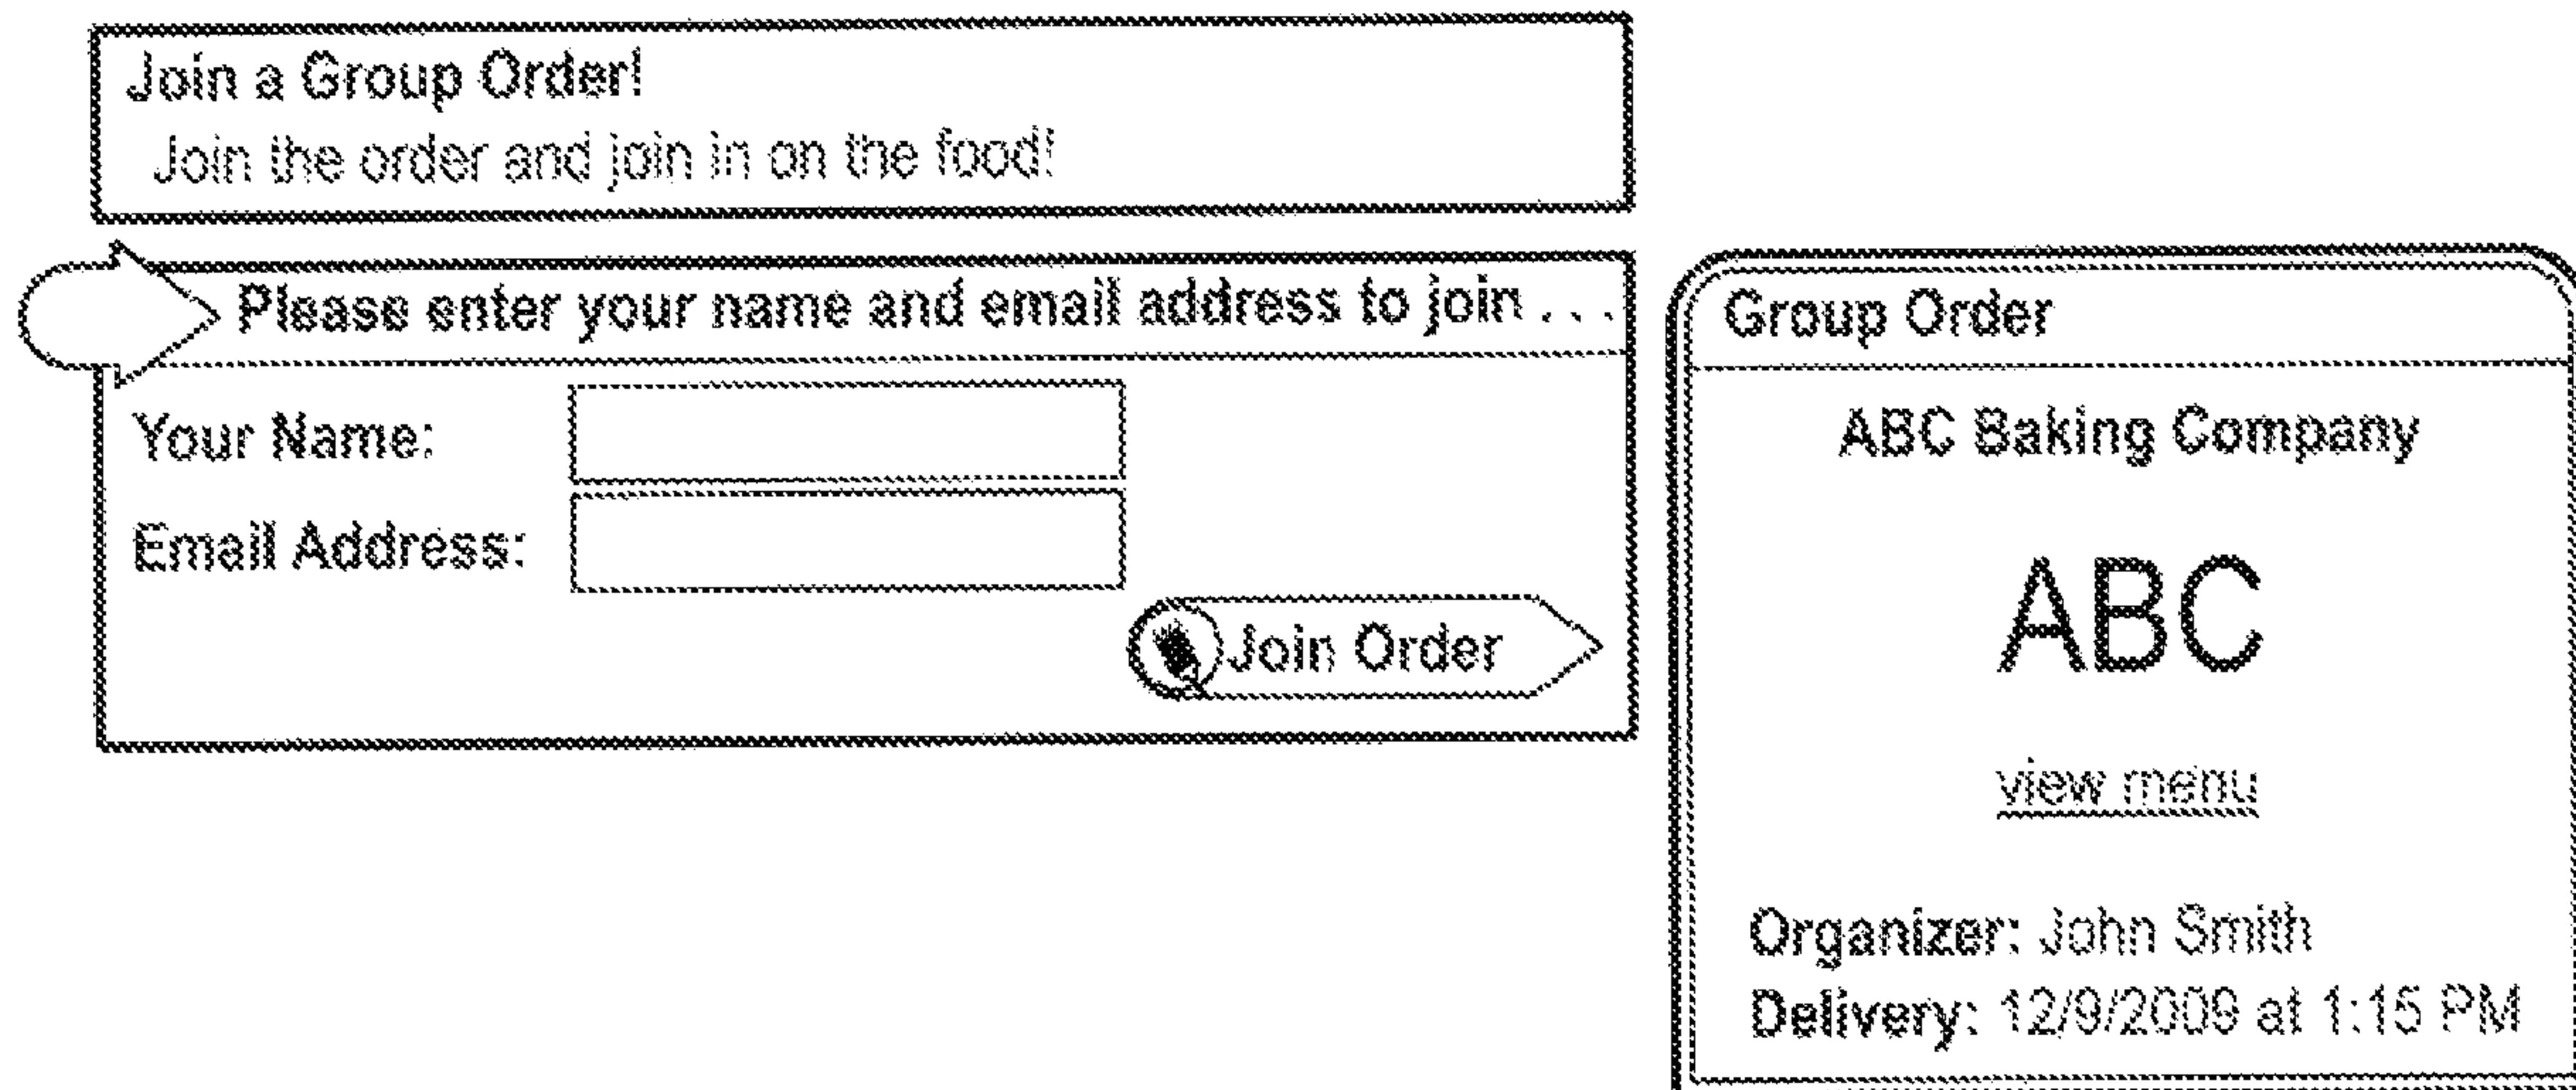 Join a Group Order!
Join the order and join in on the food!
Please enter your name and email address to join . . .
Your Name:
Email Address:
Join Order
Group Order
ABC Baking Company
ABC
view menu
Organizer: John Smith
Delivery: 12/9/2009 at 1:15 PM